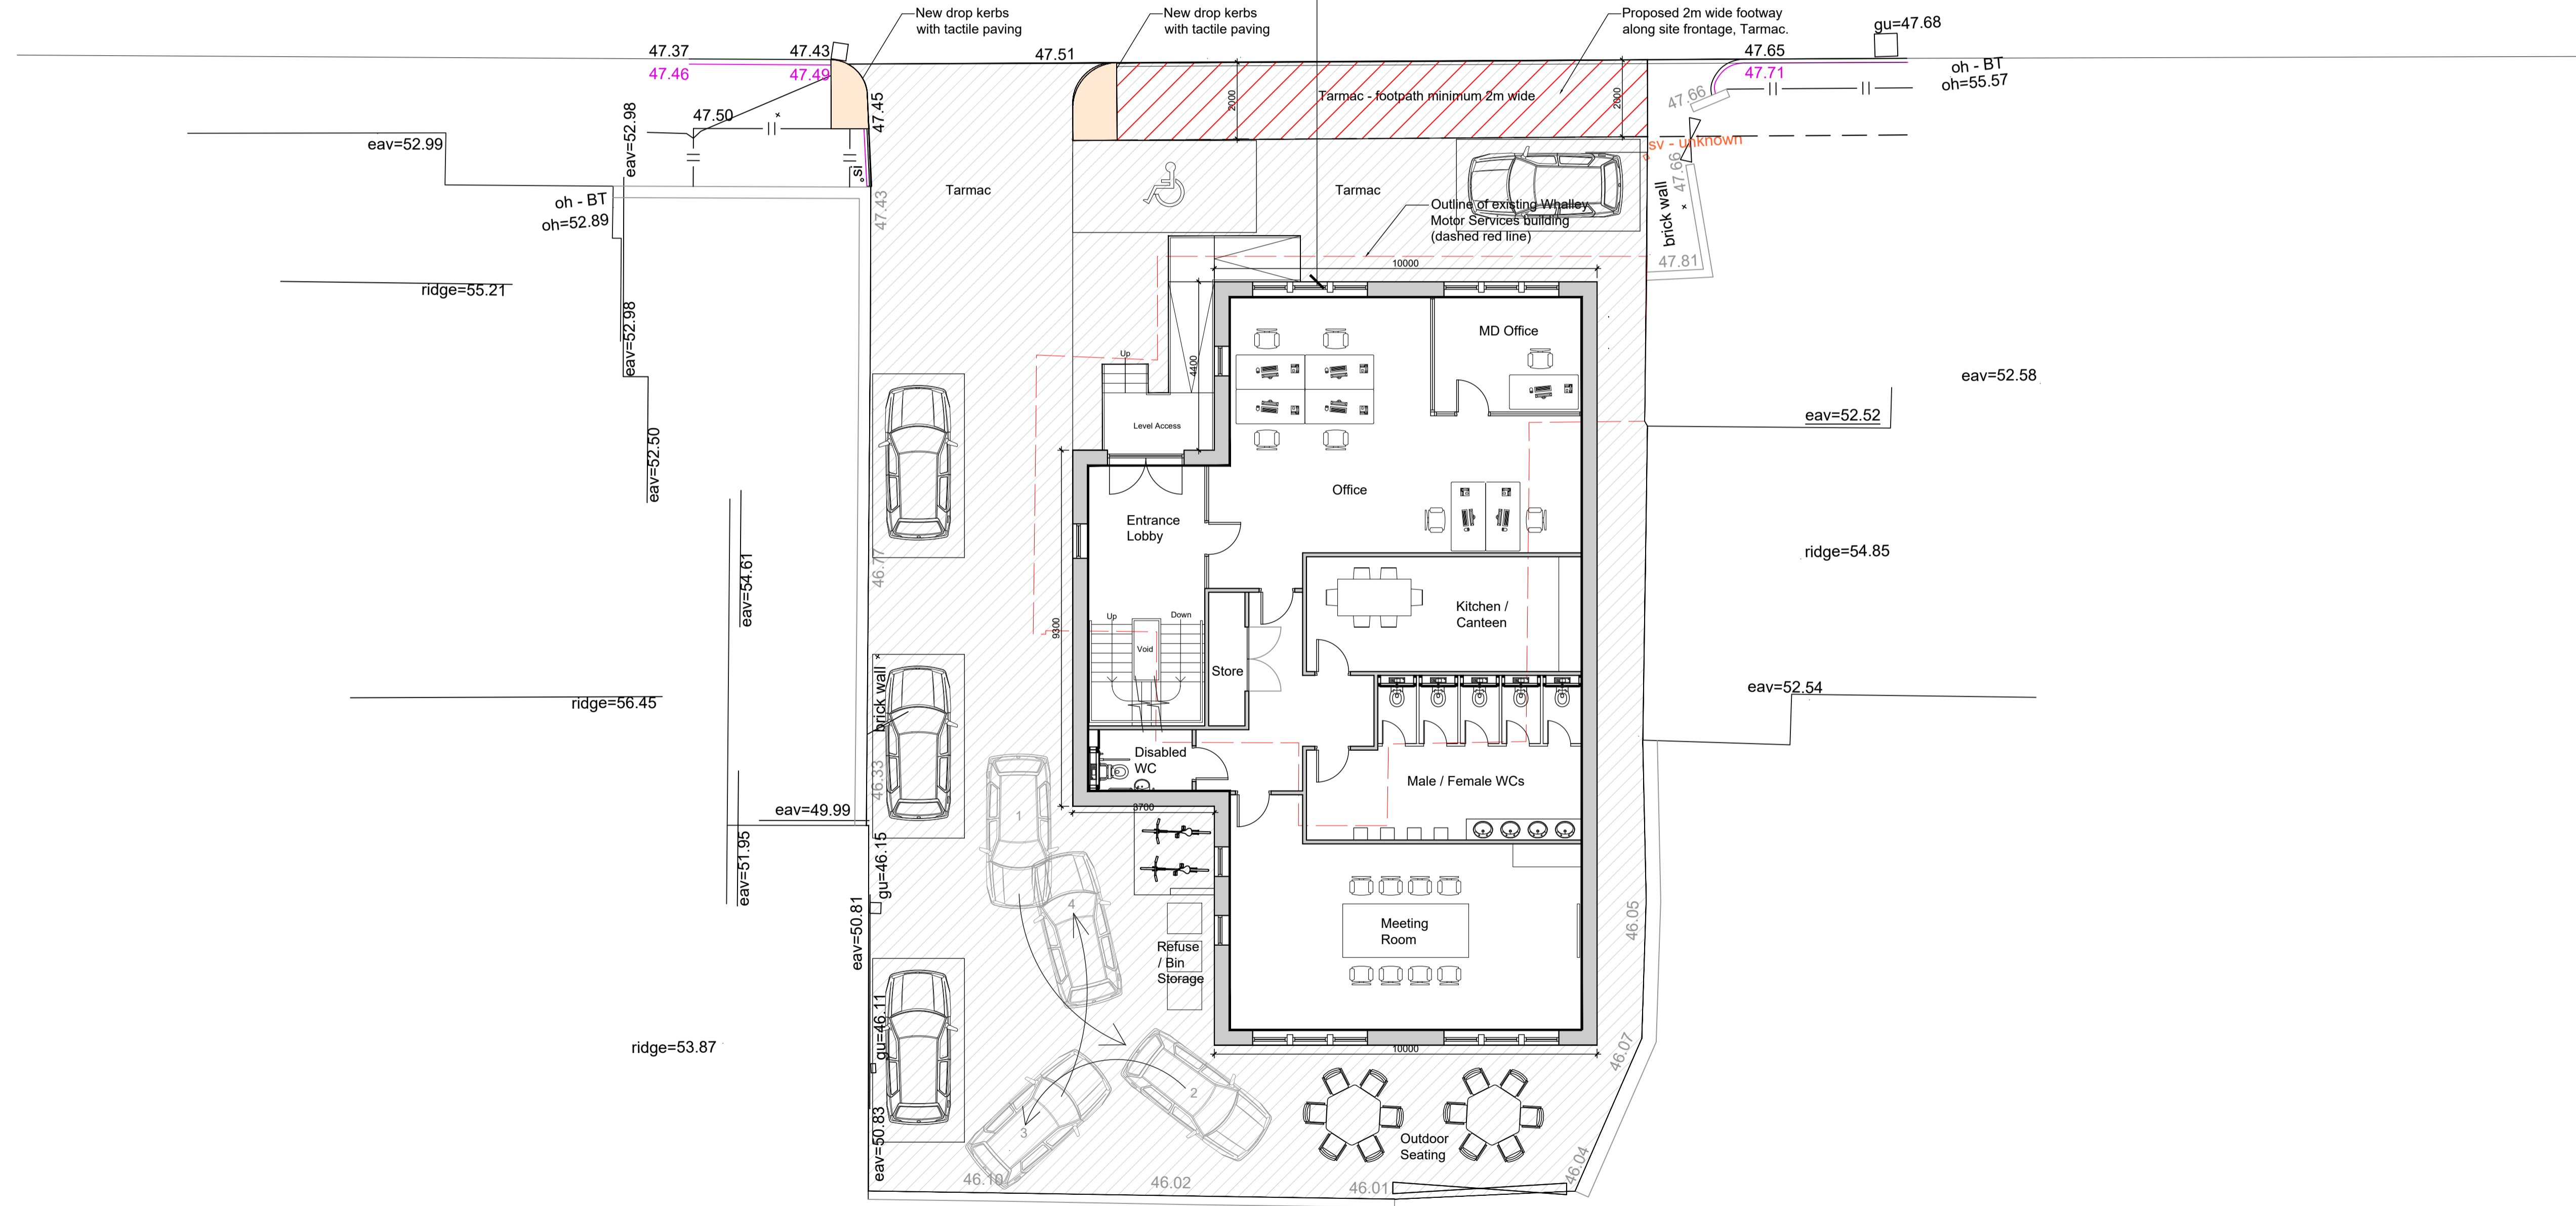 New drop kerbs
with tactile paving
New drop kerbs
with tactile paving
Proposed 2m wide footway
along site frontage, Tarmac.
gu=47.68
47.37
47.43
47.51
47.65
47.46
47.49
47.71
oh - BT
oh=55.57
47.50
47.45
2000
Tarmac - footpath minimum 2m wide
2000
47.66
eav=52.99
eav=52.98
si
sv - unknown
47.66
oh - BT
oh=52.89
47.43
Tarmac
Tarmac
Outline of existing Whalley
Motor Services building
(dashed red line)
brick wall
47.81
10000
ridge=55.21
eav=52.98
Up
4400
MD Office
eav=52.58
eav=52.52
Level Access
eav=52.50
Office
Entrance
Lobby
46.77
eav=54.61
ridge=54.85
9300
Up
Down
Void
Store
Kitchen /
Canteen
brick wall
ridge=56.45
eav=52.54
46.33
Disabled
WC
Male / Female WCs
eav=49.99
3700
1
eav=51.95
gu=46.15
eav=50.81
4
Refuse
/ Bin
Storage
Meeting
Room
46.05
gu=46.11
ridge=53.87
10000
46.07
2
3
eav=50.83
Outdoor
Seating
46.10
46.02
46.01
46.04